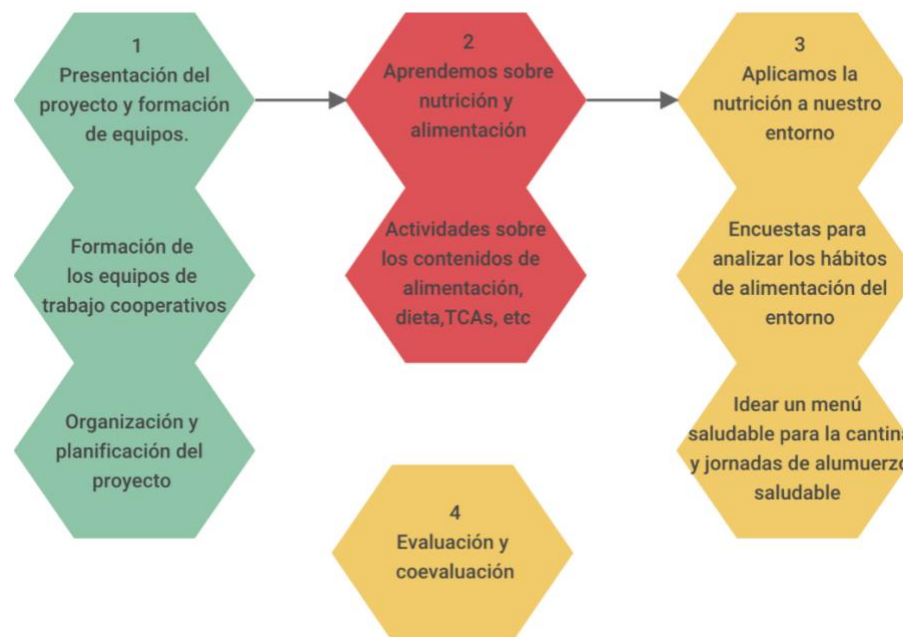 1
Presentación del
proyecto y formación
de equipos.
Formación de
los equipos de
trabajo cooperativos
Organización y
planificación del
proyecto
2
Aprendemos sobre
nutrición y
alimentación
Actividades sobre
los contenidos de
alimentación,
dieta,TCAs, etc
3
Aplicamos la
nutrición a nuestro
entorno
Encuestas para
analizar los hábitos
de alimentación del
entorno
Idear un menú
saludable para la cantina
y jornadas de alumuerzo
saludable
4
Evaluación y
coevaluación